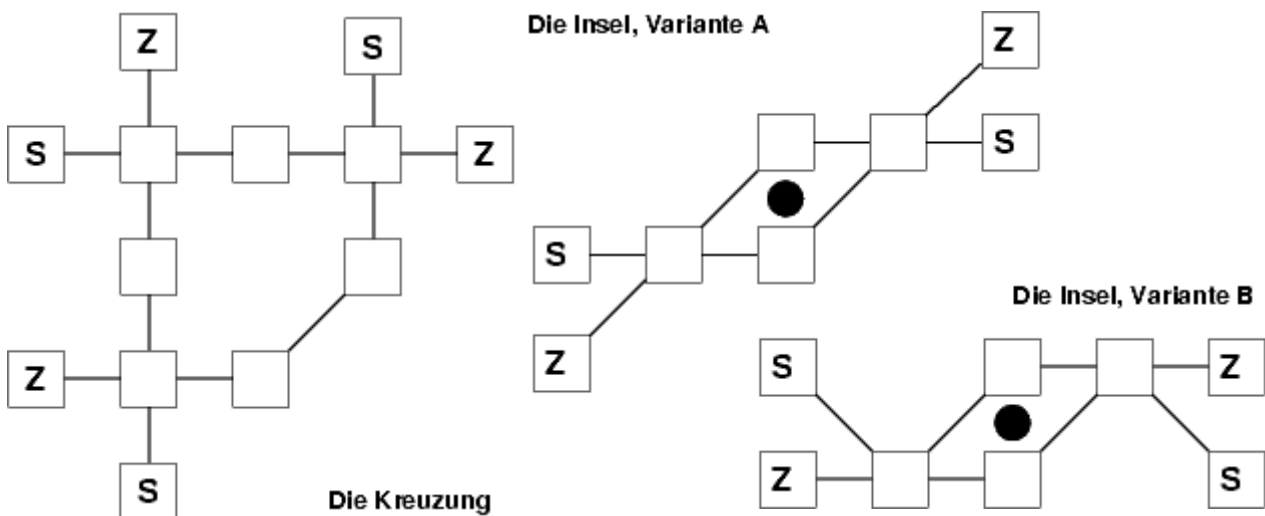 Die Insel, Variante A
Z
S
Z
S
Z
S
S
Z
Die Insel, Variante B
S
Z
Z
Z
S
S
Die Kreuzung